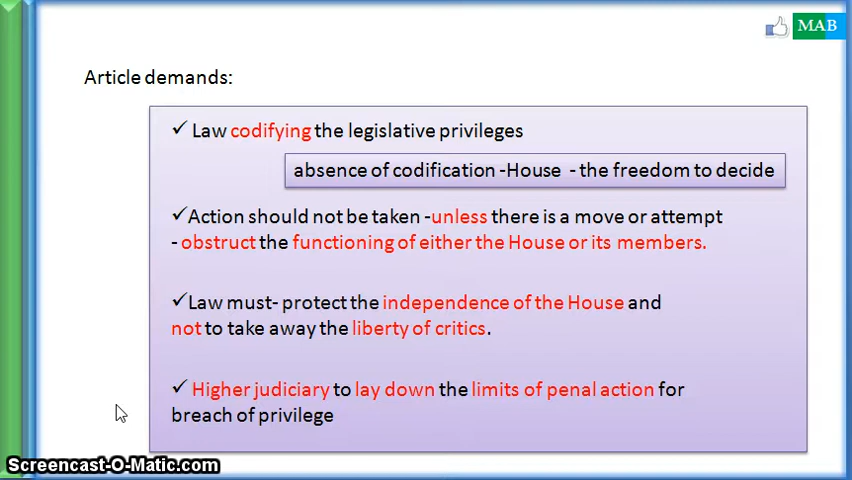 MAB
Article demands:
✓ Law codifying the legislative privileges
absence of codification -House - the freedom to decide
✓Action should not be taken -unless there is a move or attempt
- obstruct the functioning of either the House or its members.
✓Law must- protect the independence of the House and
not to take away the liberty of critics.
✓ Higher judiciary to lay down the limits of penal action for
breach of privilege
Screencast-O-Matic.com